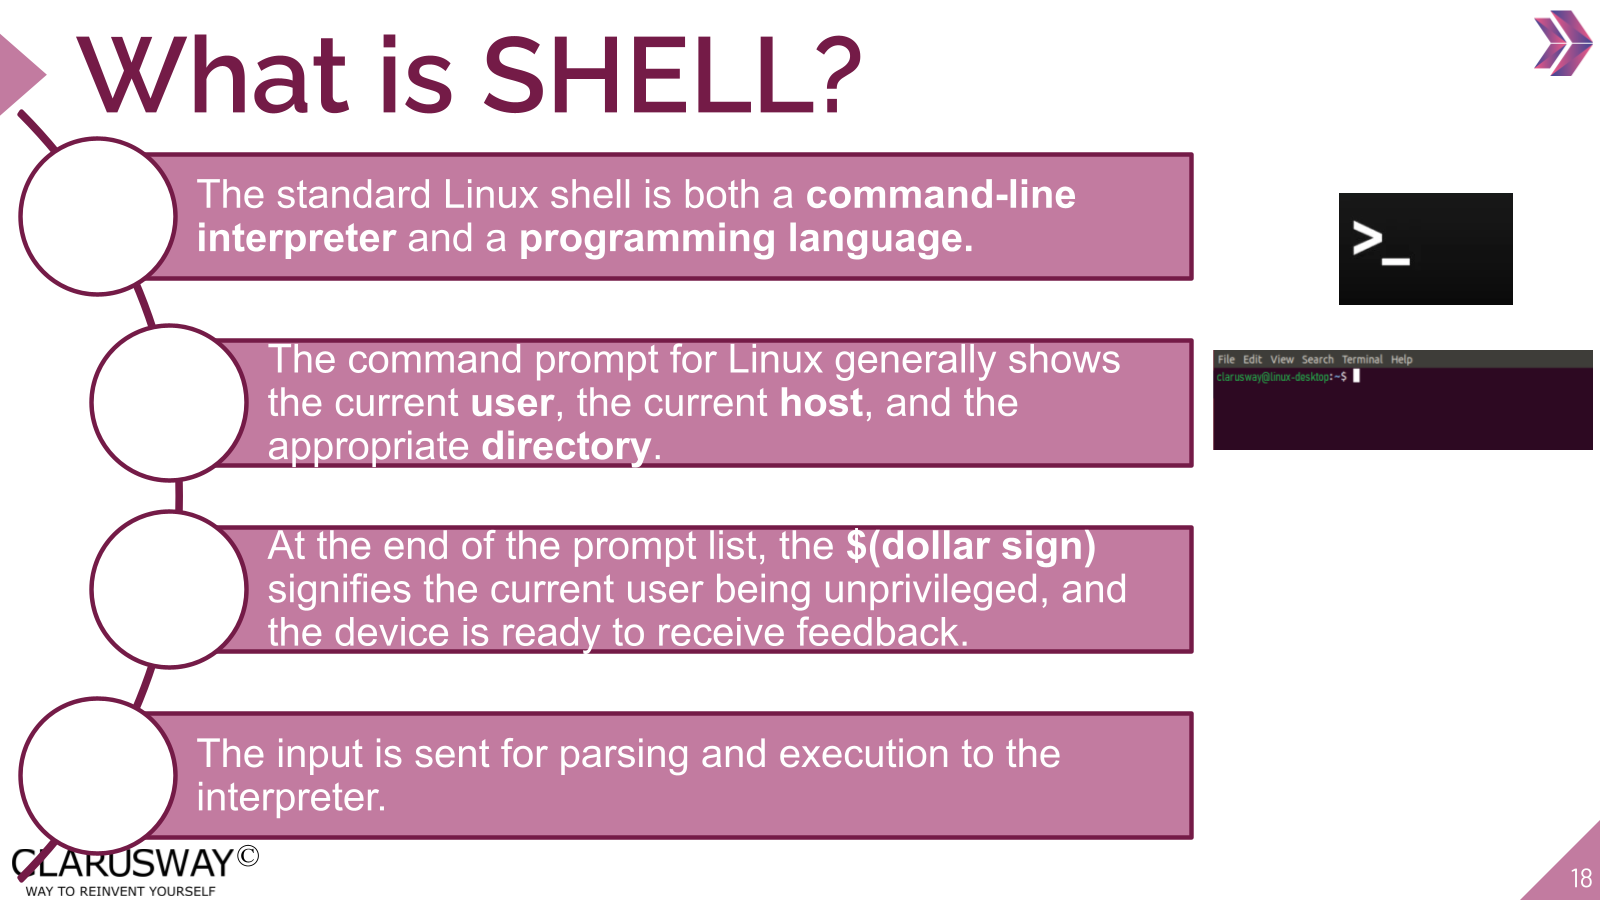 What is SHELL?
The standard Linux shell is both a command-line
interpreter and a programming language.
>_
The command prompt for Linux generally shows
the current user, the current host, and the
appropriate directory.
File Edit View Search Terminal Help
clarusway@linux-desktop:~$
At the end of the prompt list, the $(dollar sign)
signifies the current user being unprivileged, and
the device is ready to receive feedback.
The input is sent for parsing and execution to the
interpreter.
CLARUSWAY©
WAY TO REINVENT YOURSELF
18